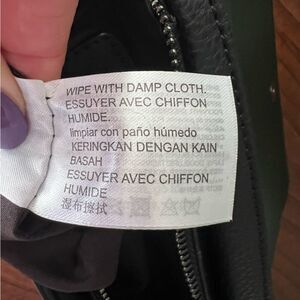 WIPE WITH DAMP CLOTH.
ESSUYER AVEC CHIFFON
HUMIDE.
limpiar con paño húmedo
KERINGKAN DENGAN KAIN
BASAH
ESSUYER AVEC CHIFFON
HUMIDE
湿布擦拭